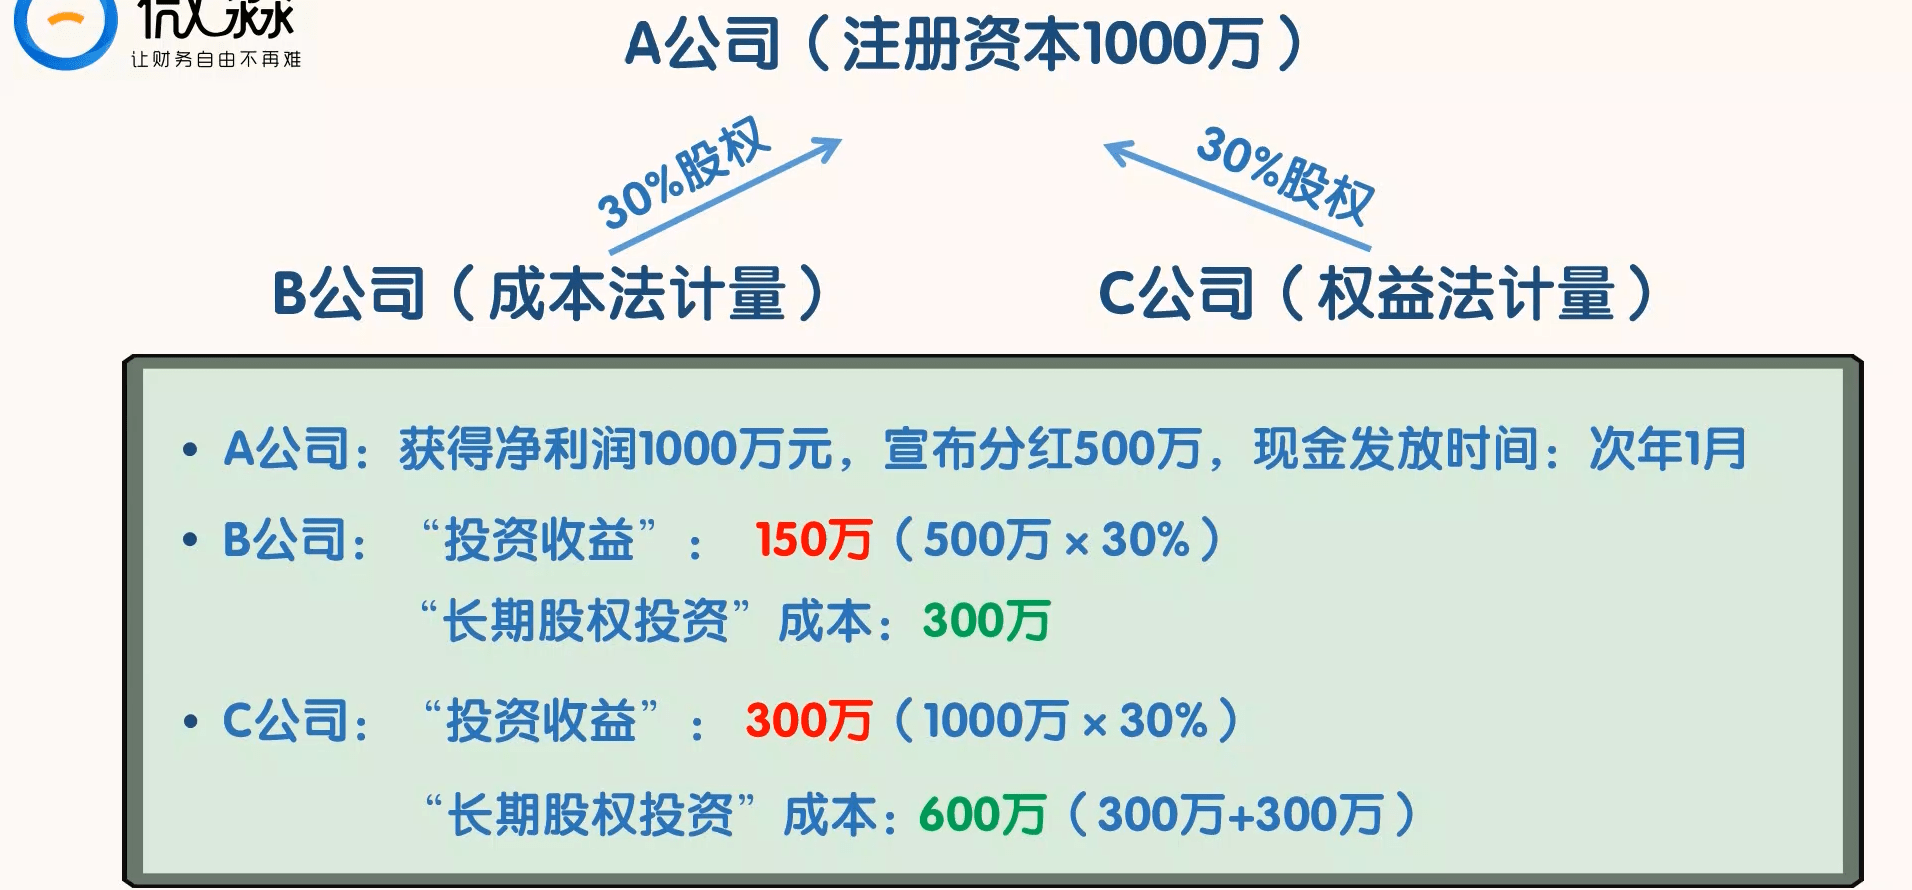 微淼
让财务自由不再难
A公司（注册资本1000万）
30%股权
30%股权
B公司（成本法计量）
C公司（权益法计量）
• A公司：获得净利润1000万元，宣布分红500万，现金发放时间：次年1月
• B公司：“投资收益”： 150万（500万×30%）
“长期股权投资”成本：300万
• C公司：“投资收益”： 300万（1000万×30%）
“长期股权投资”成本：600万（300万+300万）